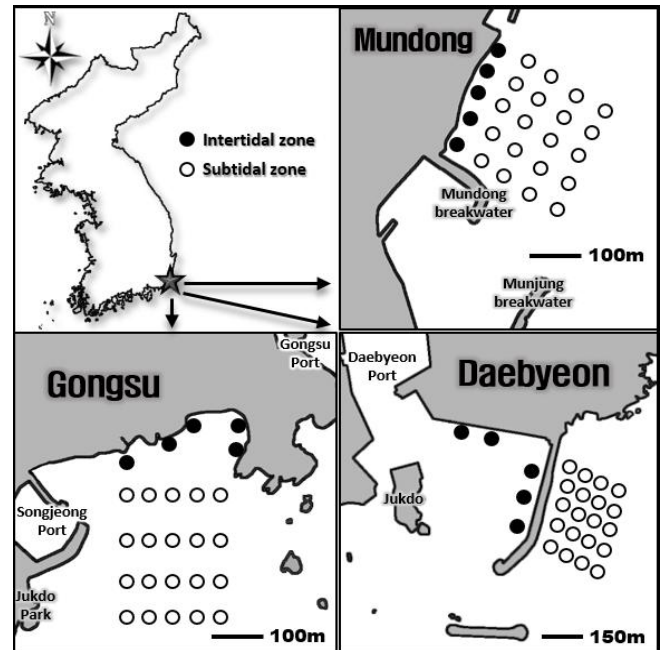 N
Intertidal zone
Subtidal zone
Mundong
Mundong
breakwater
100m
Munjung
breakwater
Gongsu
Gongsu
Port
Songjeong
Port
Jukdo
Park
100m
Daebyeon
Port
Daebyeon
Jukdo
150m